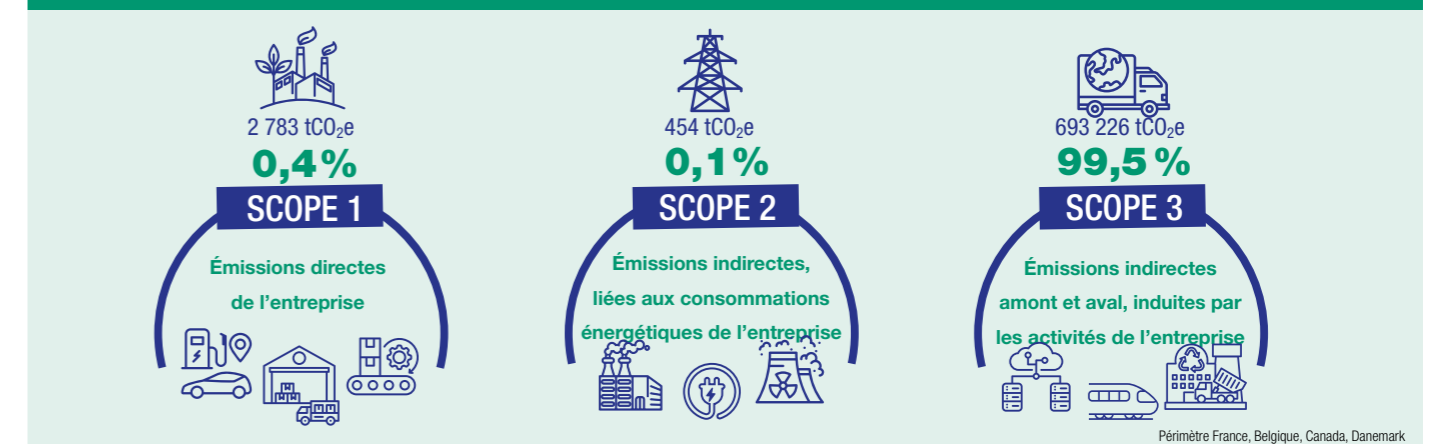 2 783 tCO₂e
0,4 %
SCOPE 1
Émissions directes
de l'entreprise
454 tCO₂e
0,1 %
SCOPE 2
Émissions indirectes,
liées aux consommations
énergétiques de l'entreprise
693 226 tCO₂e
99,5 %
SCOPE 3
Émissions indirectes
amont et aval, induites par
les activités de l'entreprise
Périmètre France, Belgique, Canada, Danemark